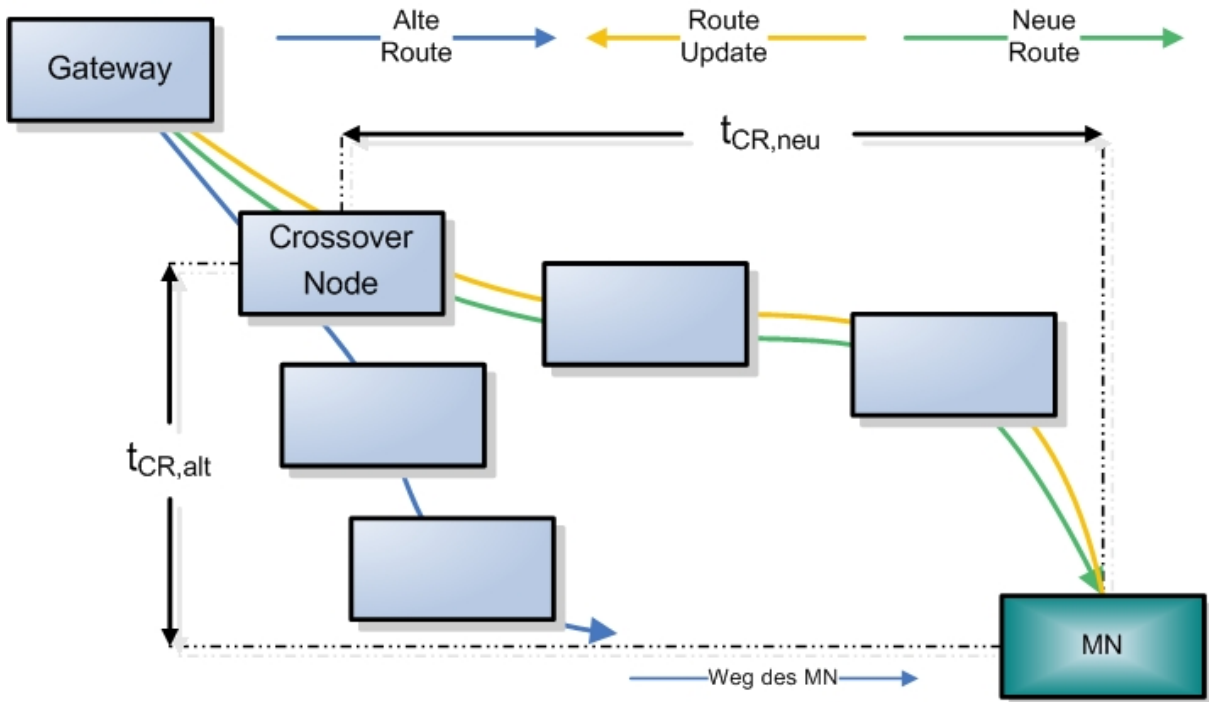 Gateway
Alte
Route
Route
Update
Neue
Route
tCR,neu
Crossover
Node
tCR,alt
MN
Weg des MN